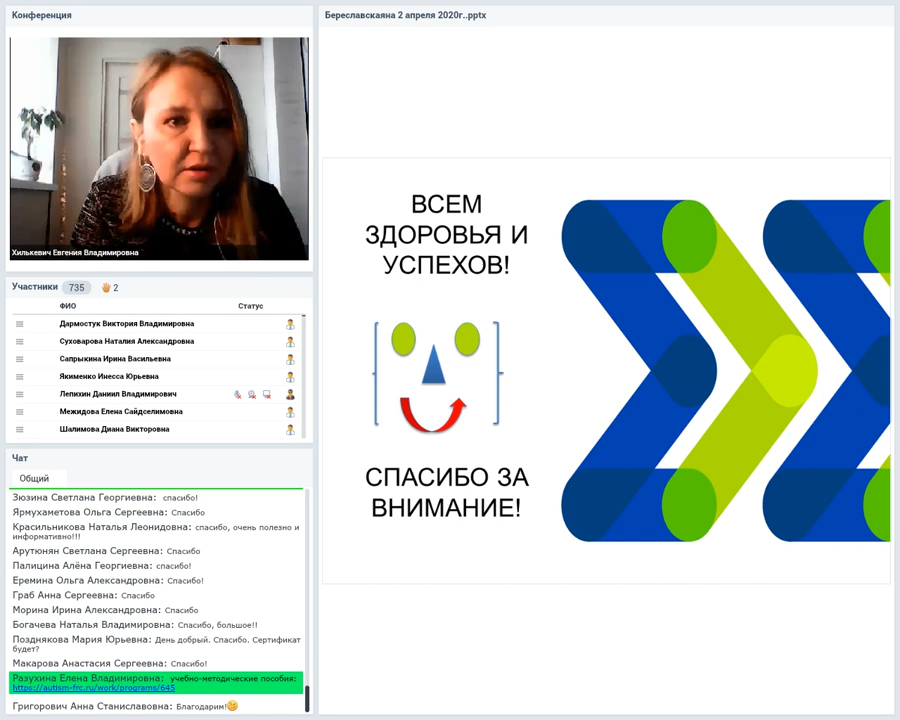 Конференция
Хилькевич Евгения Владимировна
Участники 735 2
ФИО Статус
Дармостук Виктория Владимировна
Суховарова Наталия Александровна
Сапрыкина Ирина Васильевна
Якименко Инесса Юрьевна
Лепихин Даниил Владимирович
Межидова Елена Сайдселимовна
Шалимова Диана Викторовна
Чат
Общий
Зюзина Светлана Георгиевна: спасибо!
Ярмухаметова Ольга Сергеевна: Спасибо
Красильникова Наталья Леонидовна: спасибо, очень полезно и
информативно!!!
Арутюнян Светлана Сергеевна: Спасибо
Палицина Алёна Георгиевна: спасибо!
Еремина Ольга Александровна: Спасибо!
Граб Анна Сергеевна: Спасибо
Морина Ирина Александровна: Спасибо
Богачева Наталья Владимировна: Спасибо, большое!!
Позднякова Мария Юрьевна: День добрый. Спасибо. Сертификат
будет?
Макарова Анастасия Сергеевна: Спасибо!
Разухина Елена Владимировна: учебно-методические пособия:
https://autism-frc.ru/work/programs/645
Григорович Анна Станиславовна: Благодарим!
Береславскаяна 2 апреля 2020г..pptx
ВСЕМ
ЗДОРОВЬЯ И
УСПЕХОВ!
СПАСИБО ЗА
ВНИМАНИЕ!